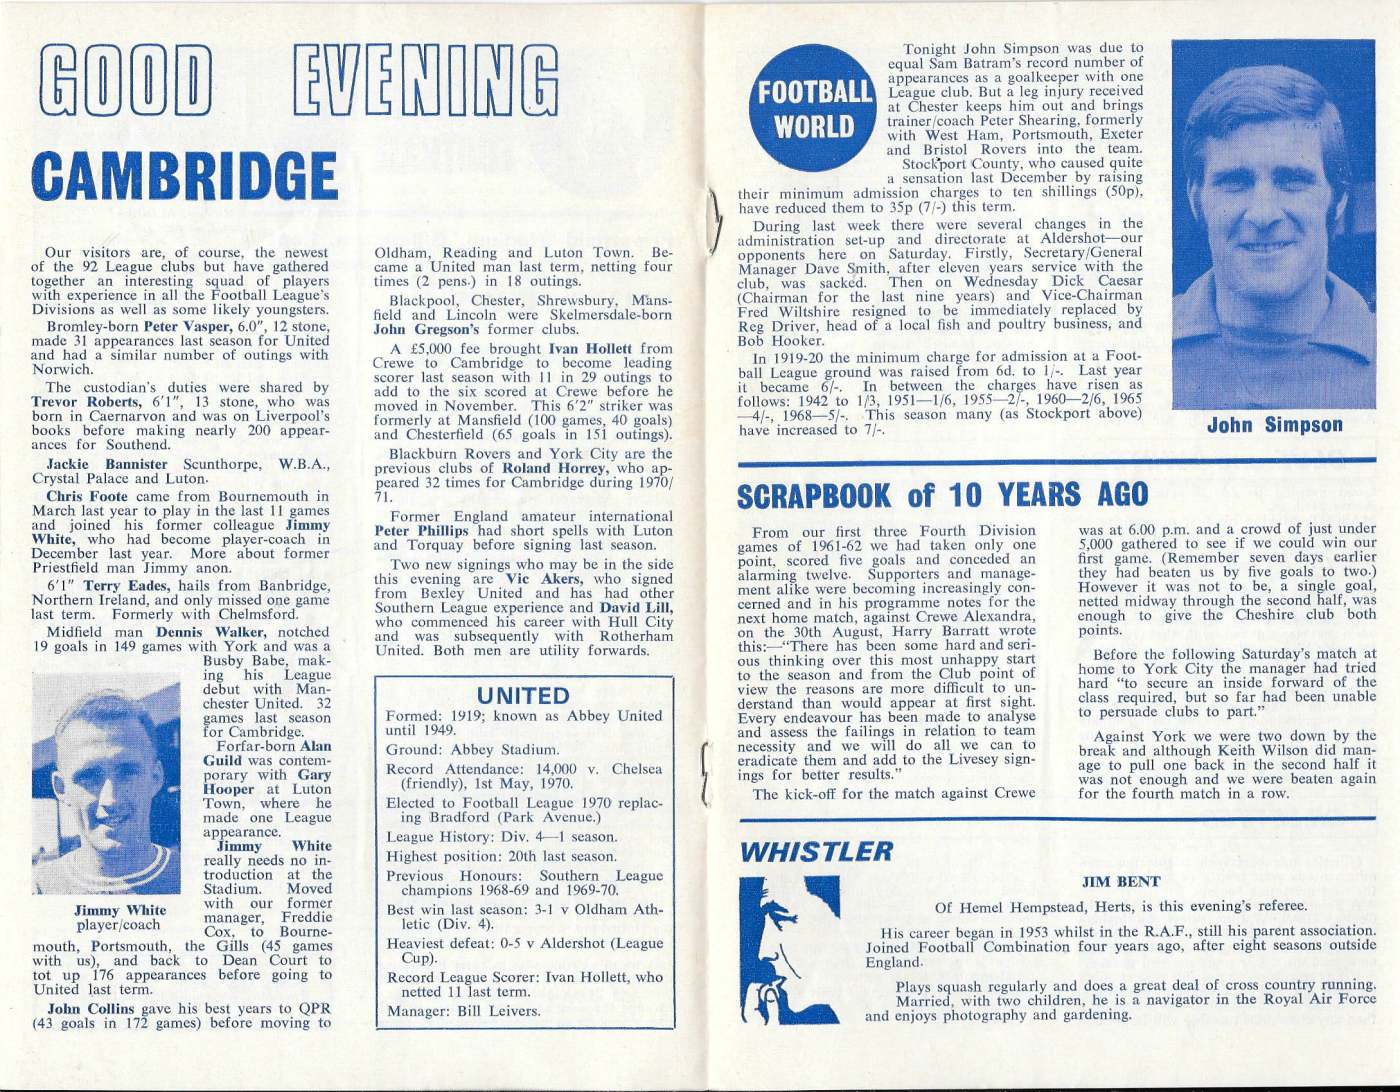 GOOD EVENING
CAMBRIDGE
Our visitors are, of course, the newest
of the 92 League clubs but have gathered
together an interesting squad of players
with experience in all the Football League's
Divisions as well as some likely youngsters.
Bromley-born Peter Vasper, 6.0″, 12 stone,
made 31 appearances last season for United
and had a similar number of outings with
Norwich.
The custodian's duties were shared by
Trevor Roberts, 6′1″, 13 stone, who was
born in Caernarvon and was on Liverpool's
books before making nearly 200 appear-
ances for Southend.
Jackie Bannister Scunthorpe, W.B.A.,
Crystal Palace and Luton.
Chris Foote came from Bournemouth in
March last year to play in the last 11 games
and joined his former colleague Jimmy
White, who had become player-coach in
December last year. More about former
Priestfield man Jimmy anon.
6′1″ Terry Eades, hails from Banbridge,
Northern Ireland, and only missed one game
last term. Formerly with Chelmsford.
Midfield man Dennis Walker, notched
19 goals in 149 games with York and was a
Busby Babe, mak-
ing his League
debut with Man-
chester United. 32
games last season
for Cambridge.
Forfar-born Alan
Guild was contem-
porary with Gary
Hooper at Luton
Town, where he
made one League
appearance.
Jimmy White
really needs no in-
troduction at the
Stadium. Moved
with our former
manager, Freddie
Cox, to Bourne-
mouth, Portsmouth, the Gills (45 games
with us), and back to Dean Court to
tot up 176 appearances before going to
United last term.
John Collins gave his best years to QPR
(43 goals in 172 games) before moving to
Jimmy White
player/coach
Oldham, Reading and Luton Town. Be-
came a United man last term, netting four
times (2 pens.) in 18 outings.
Blackpool, Chester, Shrewsbury, Mans-
field and Lincoln were Skelmersdale-born
John Gregson's former clubs.
A £5,000 fee brought Ivan Hollett from
Crewe to Cambridge to become leading
scorer last season with 11 in 29 outings to
add to the six scored at Crewe before he
moved in November. This 6′2″ striker was
formerly at Mansfield (100 games, 40 goals)
and Chesterfield (65 goals in 151 outings).
Blackburn Rovers and York City are the
previous clubs of Roland Horrey, who ap-
peared 32 times for Cambridge during 1970/
71.
Former England amateur international
Peter Phillips had short spells with Luton
and Torquay before signing last season.
Two new signings who may be in the side
this evening are Vic Akers, who signed
from Bexley United and has had other
Southern League experience and David Lill,
who commenced his career with Hull City
and was subsequently with Rotherham
United. Both men are utility forwards.
UNITED
Formed: 1919; known as Abbey United
until 1949.
Ground: Abbey Stadium.
Record Attendance: 14,000 v. Chelsea
(friendly), 1st May, 1970.
Elected to Football League 1970 replac-
ing Bradford (Park Avenue.)
League History: Div. 4—1 season.
Highest position: 20th last season.
Previous Honours: Southern League
champions 1968-69 and 1969-70.
Best win last season: 3-1 v Oldham Ath-
letic (Div. 4).
Heaviest defeat: 0-5 v Aldershot (League
Cup).
Record League Scorer: Ivan Hollett, who
netted 11 last term.
Manager: Bill Leivers.
FOOTBALL
WORLD
Tonight John Simpson was due to
equal Sam Batram's record number of
appearances as a goalkeeper with one
League club. But a leg injury received
at Chester keeps him out and brings
trainer/coach Peter Shearing, formerly
with West Ham, Portsmouth, Exeter
and Bristol Rovers into the team.
Stockport County, who caused quite
a sensation last December by raising
their minimum admission charges to ten shillings (50p),
have reduced them to 35p (7/-) this term.
During last week there were several changes in the
administration set-up and directorate at Aldershot—our
opponents here on Saturday. Firstly, Secretary/General
Manager Dave Smith, after eleven years service with the
club, was sacked. Then on Wednesday Dick Caesar
(Chairman for the last nine years) and Vice-Chairman
Fred Wiltshire resigned to be immediately replaced by
Reg Driver, head of a local fish and poultry business, and
Bob Hooker.
In 1919-20 the minimum charge for admission at a Foot-
ball League ground was raised from 6d. to 1/-. Last year
it became 6/-. In between the charges have risen as
follows: 1942 to 1/3, 1951—1/6, 1955—2/-, 1960—2/6, 1965
—4/-, 1968—5/-. This season many (as Stockport above)
have increased to 7/-.
John Simpson
SCRAPBOOK of 10 YEARS AGO
From our first three Fourth Division
games of 1961-62 we had taken only one
point, scored five goals and conceded an
alarming twelve. Supporters and manage-
ment alike were becoming increasingly con-
cerned and in his programme notes for the
next home match, against Crewe Alexandra,
on the 30th August, Harry Barratt wrote
this:—"There has been some hard and seri-
ous thinking over this most unhappy start
to the season and from the Club point of
view the reasons are more difficult to un-
derstand than would appear at first sight.
Every endeavour has been made to analyse
and assess the failings in relation to team
necessity and we will do all we can to
eradicate them and add to the Livesey sign-
ings for better results."
The kick-off for the match against Crewe
was at 6.00 p.m. and a crowd of just under
5,000 gathered to see if we could win our
first game. (Remember seven days earlier
they had beaten us by five goals to two.)
However it was not to be, a single goal,
netted midway through the second half, was
enough to give the Cheshire club both
points.
Before the following Saturday's match at
home to York City the manager had tried
hard "to secure an inside forward of the
class required, but so far had been unable
to persuade clubs to part."
Against York we were two down by the
break and although Keith Wilson did man-
age to pull one back in the second half it
was not enough and we were beaten again
for the fourth match in a row.
WHISTLER
JIM BENT
Of Hemel Hempstead, Herts, is this evening's referee.
His career began in 1953 whilst in the R.A.F., still his parent association.
Joined Football Combination four years ago, after eight seasons outside
England.
Plays squash regularly and does a great deal of cross country running.
Married, with two children, he is a navigator in the Royal Air Force
and enjoys photography and gardening.